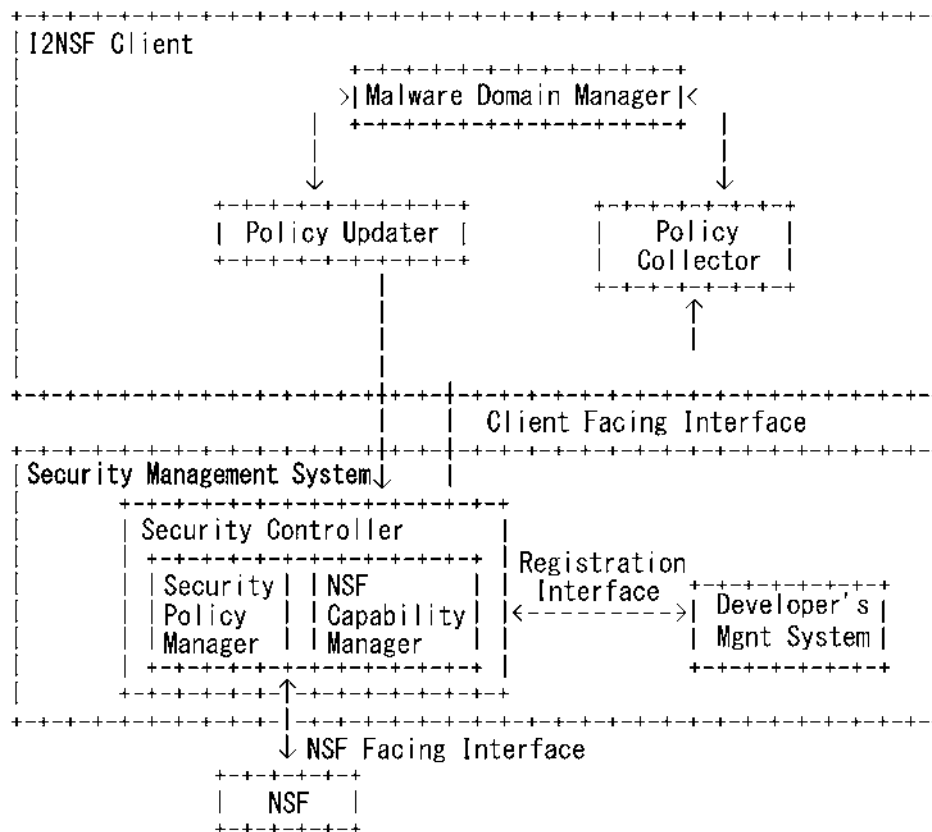 I2NSF Client
Malware Domain Manager
Policy Updater
Policy
Collector
Client Facing Interface
Security Management System
Security Controller
Security
Policy
Manager
NSF
Capability
Manager
Registration
Interface
Developer's
Mgnt System
NSF Facing Interface
NSF